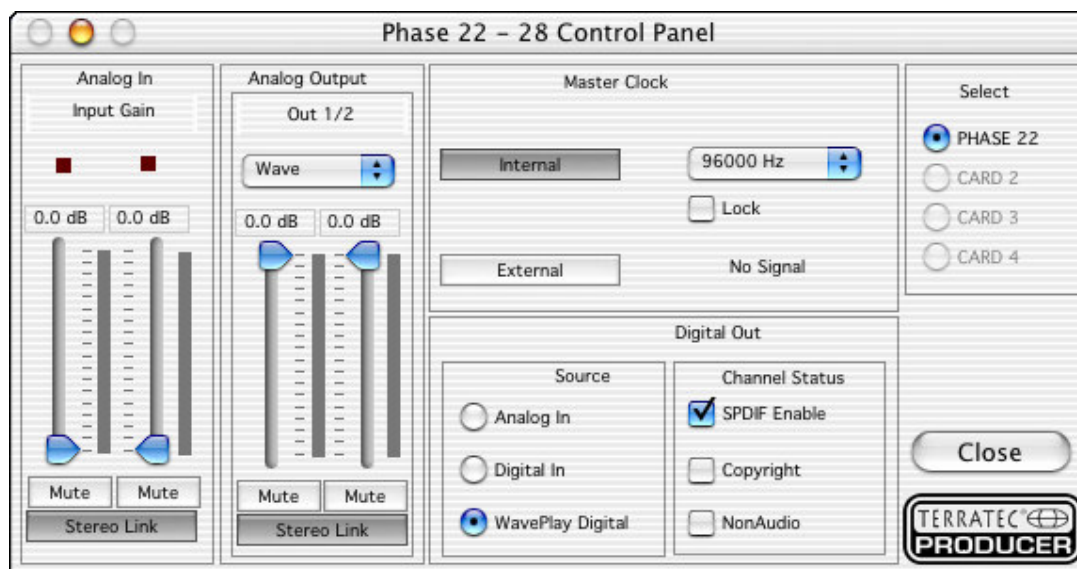 Phase 22 – 28 Control Panel
Analog In
Input Gain
0.0 dB 0.0 dB
Mute Mute
Stereo Link
Analog Output
Out 1/2
Wave
0.0 dB 0.0 dB
Mute Mute
Stereo Link
Master Clock
Internal 96000 Hz
Lock
External No Signal
Digital Out
Source
Analog In
Digital In
WavePlay Digital
Channel Status
SPDIF Enable
Copyright
NonAudio
Select
PHASE 22
CARD 2
CARD 3
CARD 4
Close
TERRATEC®
PRODUCER